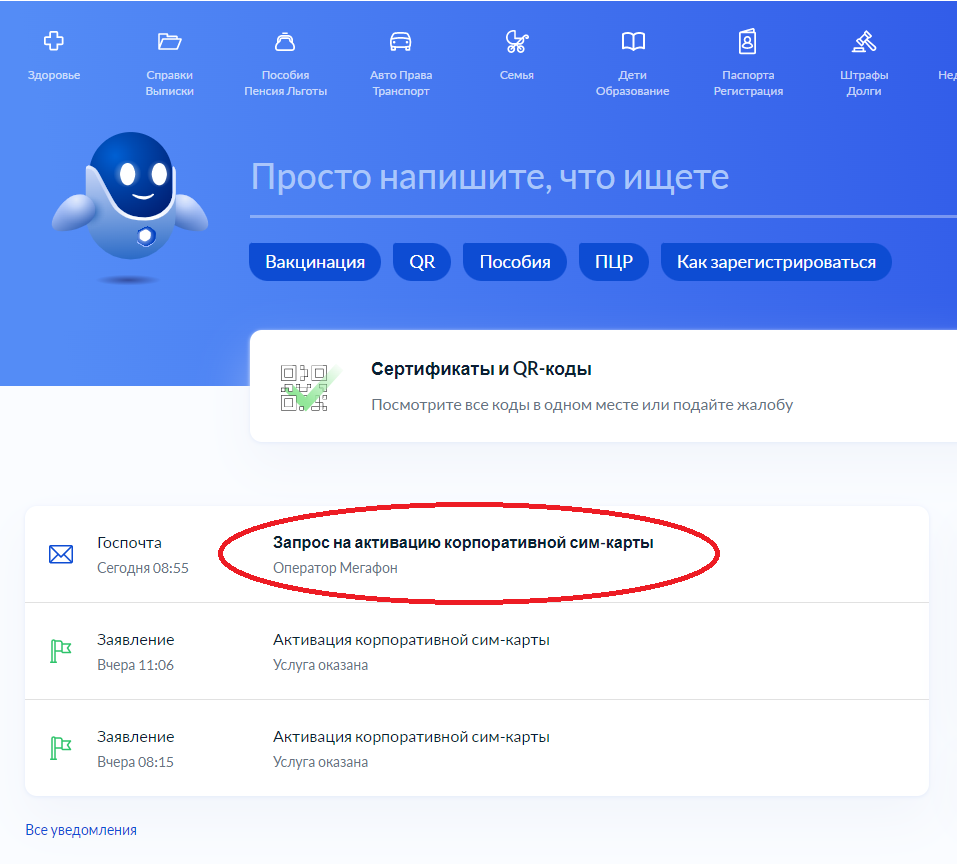 Здоровье
Справки
Выписки
Пособия
Пенсия Льготы
Авто Права
Транспорт
Семья
Дети
Образование
Паспорта
Регистрация
Штрафы
Долги
Просто напишите, что ищете
Вакцинация
QR
Пособия
ПЦР
Как зарегистрироваться
Сертификаты и QR-коды
Посмотрите все коды в одном месте или подайте жалобу
Госпочта
Сегодня 08:55
Запрос на активацию корпоративной сим-карты
Оператор Мегафон
Заявление
Вчера 11:06
Активация корпоративной сим-карты
Услуга оказана
Заявление
Вчера 08:15
Активация корпоративной сим-карты
Услуга оказана
Все уведомления